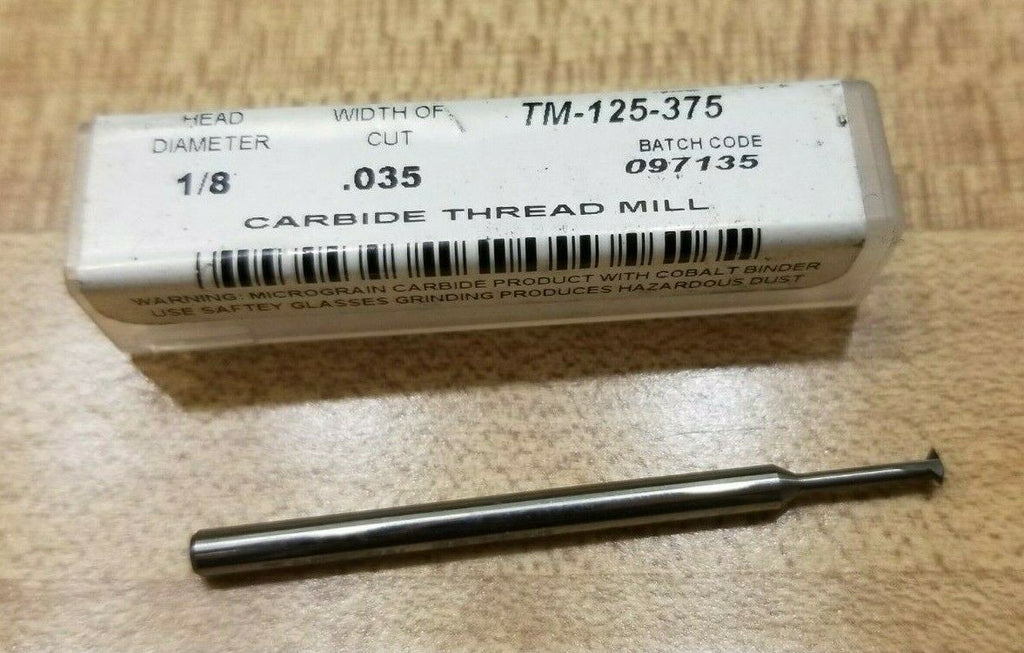 HEAD DIAMETER
1/8
WIDTH OF CUT
.035
TM-125-375
BATCH CODE
097135
CARBIDE THREAD MILL
WARNING: MICROGRAIN CARBIDE PRODUCT WITH COBALT BINDER
USE SAFTEY GLASSES GRINDING PRODUCES HAZARDOUS DUST